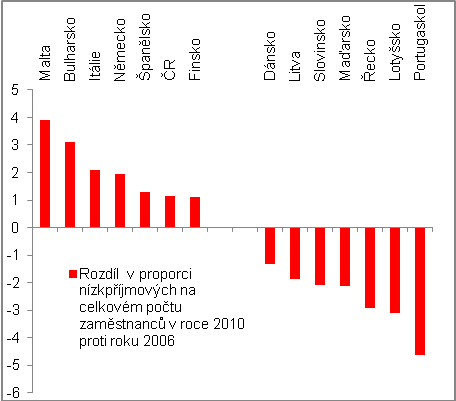 Malta
Bulharsko
Itálie
Německo
Španělsko
ČR
Finsko
Dánsko
Litva
Slovinsko
Maďarsko
Řecko
Lotyšsko
Portugaskol
5
4
3
2
1
0
-1
-2
-3
-4
-5
-6
Rozdíl v proporci
nízkpříjmových na
celkovém počtu
zaměstnanců v roce 2010
proti roku 2006